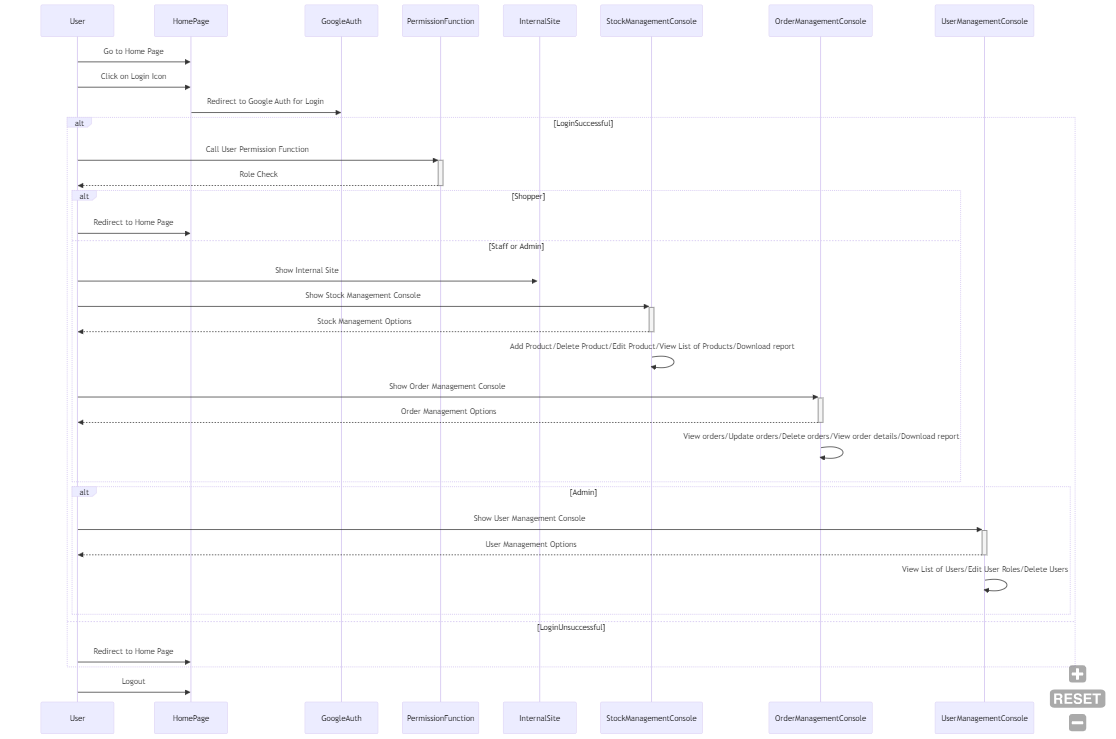 User HomePage GoogleAuth PermissionFunction InternalSite StockManagementConsole OrderManagementConsole UserManagementConsole
Go to Home Page
Click on Login Icon
Redirect to Google Auth for Login
alt [LoginSuccessful]
Call User Permission Function
Role Check
alt [Shopper]
Redirect to Home Page
[Staff or Admin]
Show Internal Site
Show Stock Management Console
Stock Management Options
Add Product/Delete Product/Edit Product/View List of Products/Download report
Show Order Management Console
Order Management Options
View orders/Update orders/Delete orders/View order details/Download report
alt [Admin]
Show User Management Console
User Management Options
View List of Users/Edit User Roles/Delete Users
[LoginUnsuccessful]
Redirect to Home Page
Logout
RESET
User HomePage GoogleAuth PermissionFunction InternalSite StockManagementConsole OrderManagementConsole UserManagementConsole